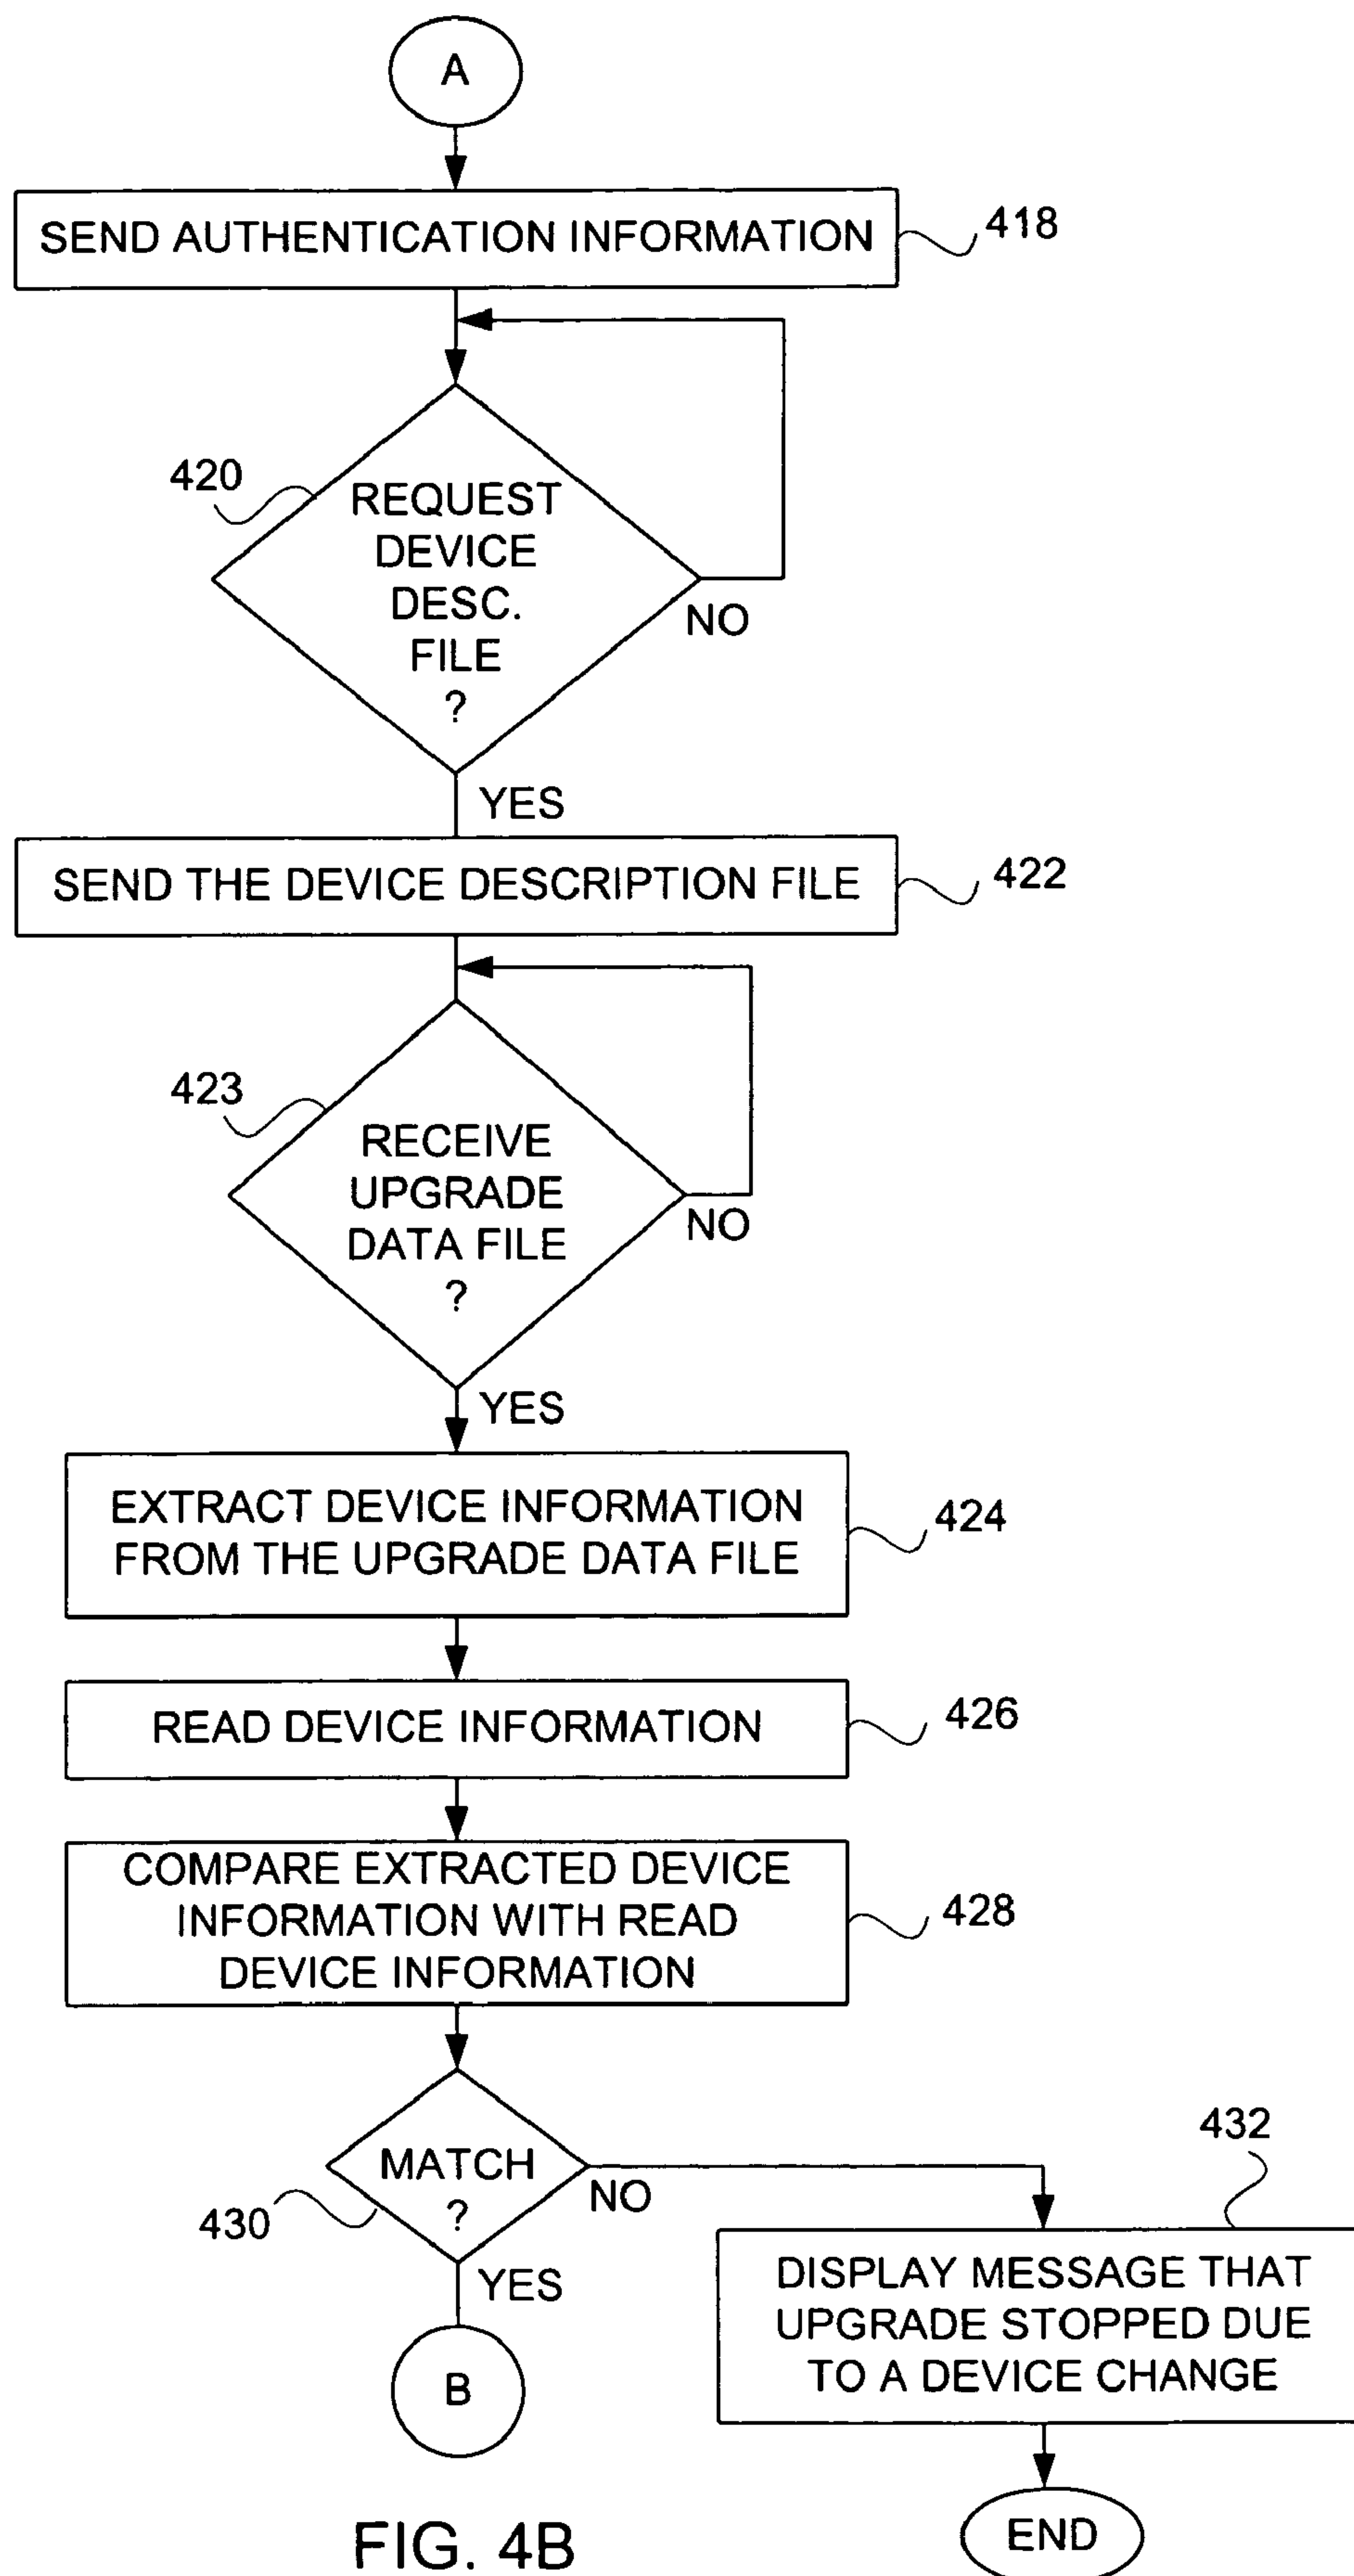 A
SEND AUTHENTICATION INFORMATION
418
420
REQUEST
DEVICE
DESC.
FILE
?
NO
YES
SEND THE DEVICE DESCRIPTION FILE
422
423
RECEIVE
UPGRADE
DATA FILE
?
NO
YES
EXTRACT DEVICE INFORMATION
FROM THE UPGRADE DATA FILE
424
READ DEVICE INFORMATION
426
COMPARE EXTRACTED DEVICE
INFORMATION WITH READ
DEVICE INFORMATION
428
MATCH
?
430
NO
YES
432
DISPLAY MESSAGE THAT
UPGRADE STOPPED DUE
TO A DEVICE CHANGE
B
END
FIG. 4B